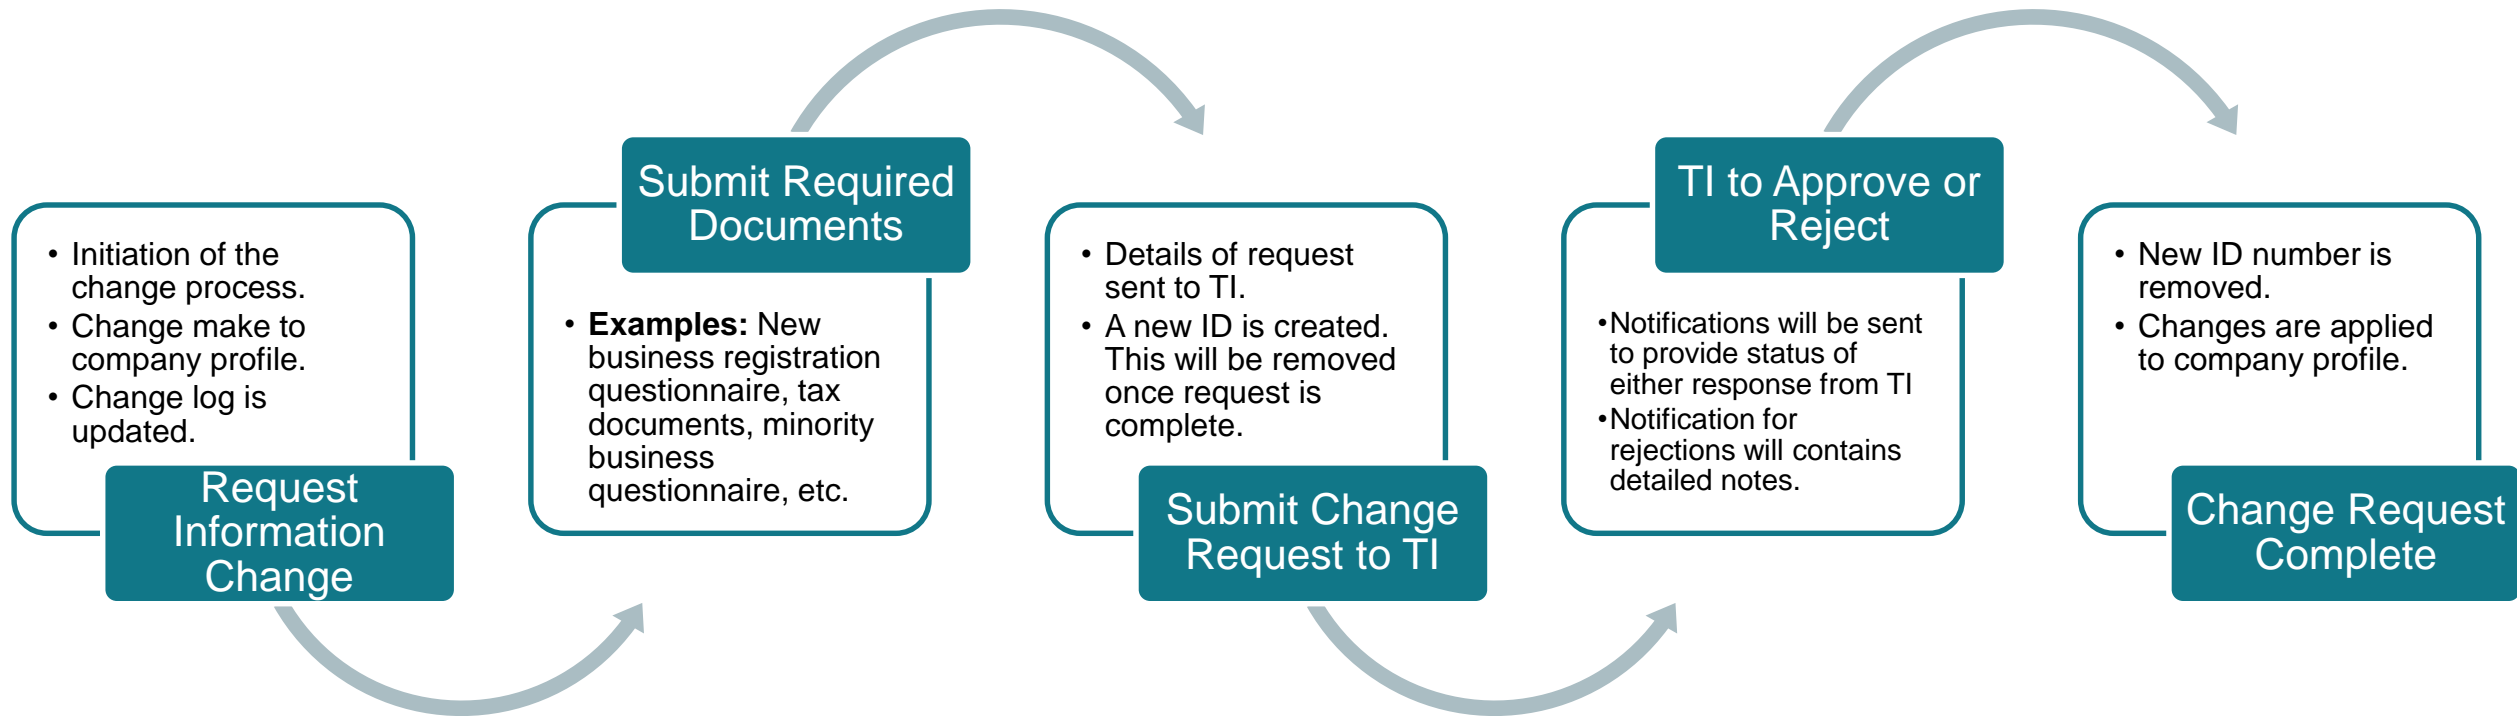 • Initiation of the
change process.
• Change make to
company profile.
• Change log is
updated.
Request
Information
Change
Submit Required
Documents
• Examples: New
business registration
questionnaire, tax
documents, minority
business
questionnaire, etc.
• Details of request
sent to TI.
• A new ID is created.
This will be removed
once request is
complete.
Submit Change
Request to TI
TI to Approve or
Reject
•Notifications will be sent
to provide status of
either response from TI
•Notification for
rejections will contains
detailed notes.
• New ID number is
removed.
• Changes are applied
to company profile.
Change Request
Complete